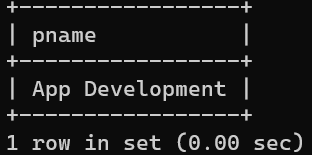 +-----------------+
| pname           |
+-----------------+
| App Development |
+-----------------+
1 row in set (0.00 sec)